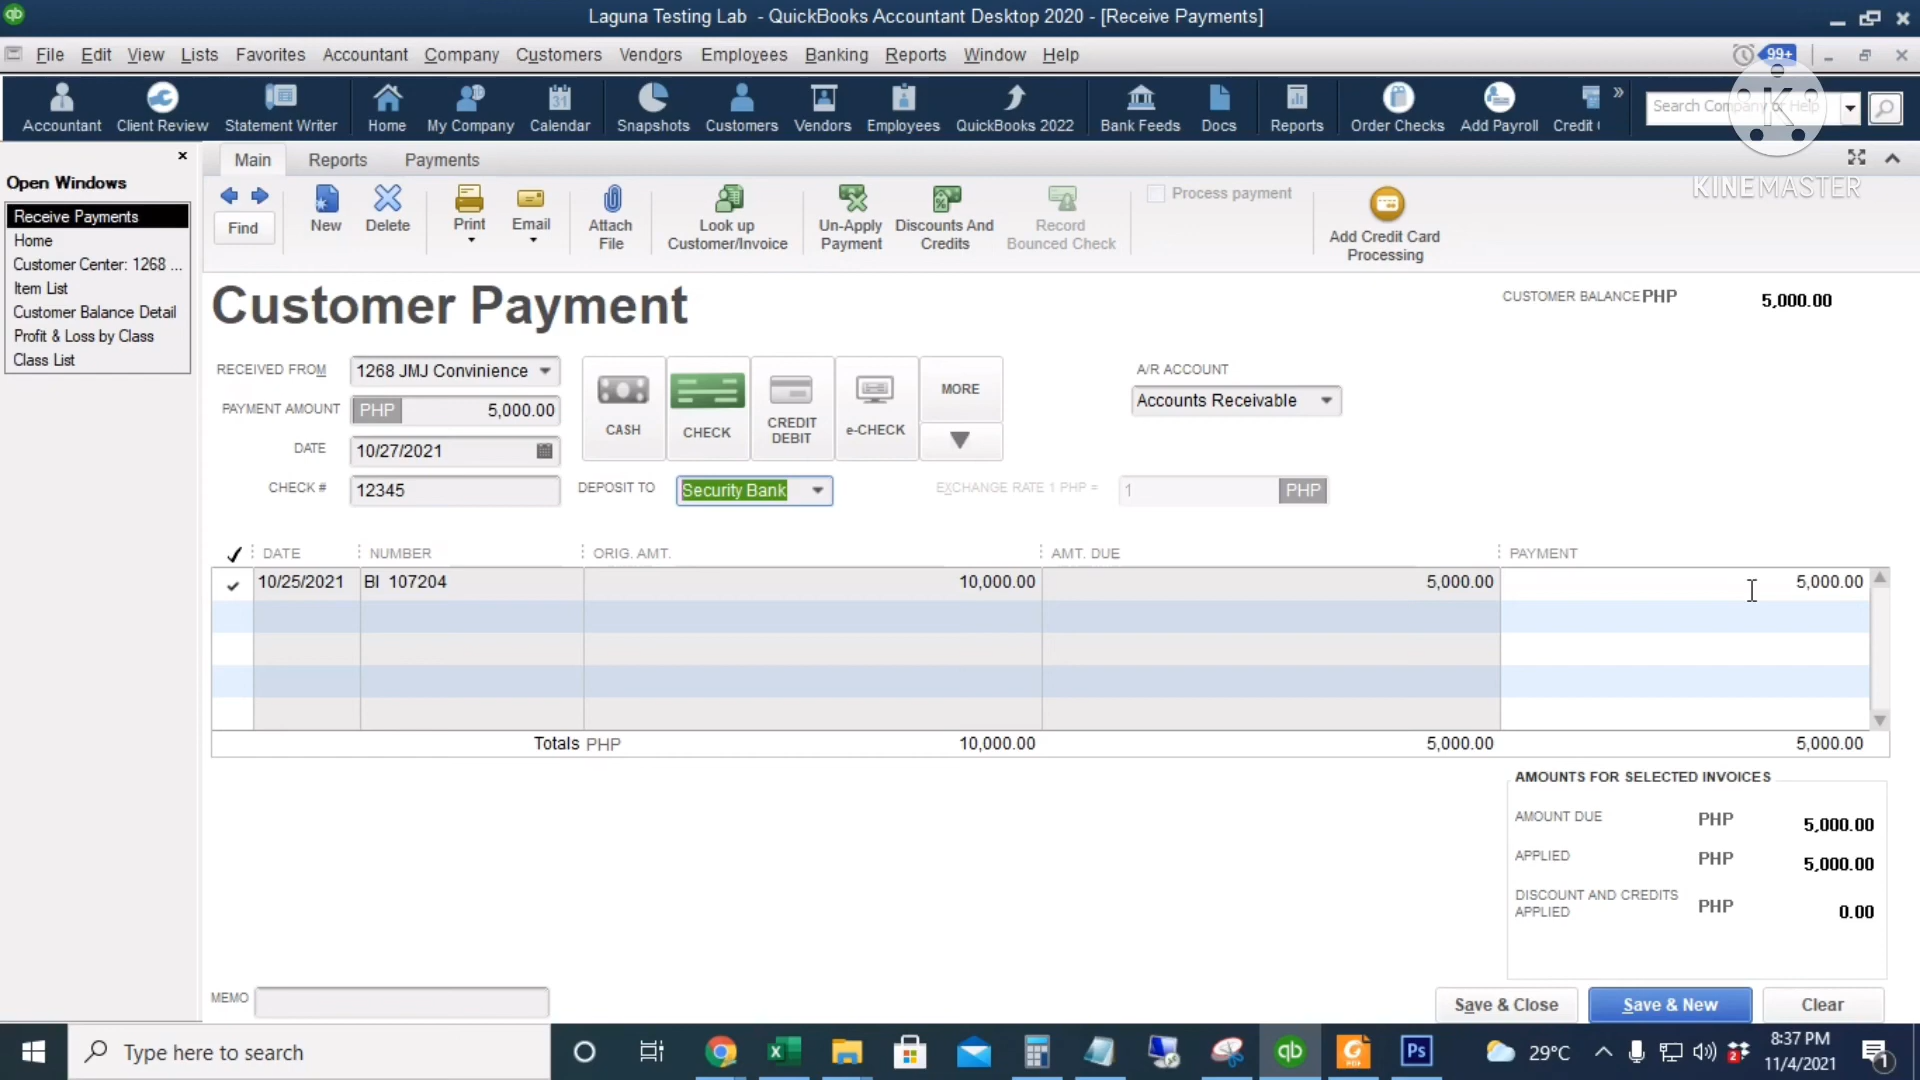 Laguna Testing Lab - QuickBooks Accountant Desktop 2020 - [Receive Payments]
File Edit View Lists Favorites Accountant Company Customers Vendors Employees Banking Reports Window Help
99+
Accountant Client Review Statement Writer Home My Company Calendar Snapshots Customers Vendors Employees QuickBooks 2022 Bank Feeds Docs Reports Order Checks Add Payroll Credit
Search Company or Help
K
KINEMASTER
Open Windows
Receive Payments
Home
Customer Center: 1268 ...
Item List
Customer Balance Detail
Profit & Loss by Class
Class List
Main Reports Payments
Find
New
Delete
Print
Email
Attach File
Look up Customer/Invoice
Un-Apply Payment
Discounts And Credits
Record Bounced Check
Process payment
Add Credit Card Processing
Customer Payment
CUSTOMER BALANCE PHP 5,000.00
RECEIVED FROM 1268 JMJ Convinience
PAYMENT AMOUNT PHP 5,000.00
DATE 10/27/2021
CHECK # 12345
CASH
CHECK
CREDIT DEBIT
e-CHECK
MORE
A/R ACCOUNT
Accounts Receivable
DEPOSIT TO Security Bank
EXCHANGE RATE 1 PHP = 1 PHP
DATE NUMBER ORIG. AMT. AMT. DUE PAYMENT
10/25/2021 BI 107204 10,000.00 5,000.00 5,000.00
Totals PHP 10,000.00 5,000.00 5,000.00
AMOUNTS FOR SELECTED INVOICES
AMOUNT DUE PHP 5,000.00
APPLIED PHP 5,000.00
DISCOUNT AND CREDITS APPLIED PHP 0.00
MEMO
Save & Close Save & New Clear
Type here to search
X
qb
G
PDF
Ps
29°C
2
8:37 PM
11/4/2021
1